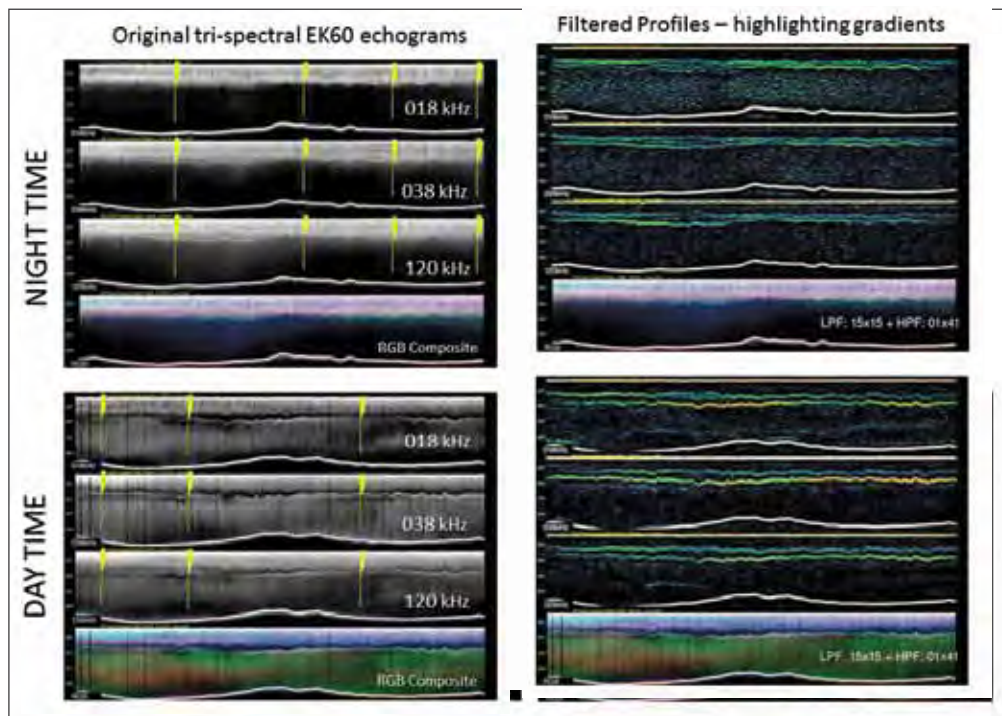 Original tri-spectral EK60 echograms
Filtered Profiles – highlighting gradients
NIGHT TIME
018 kHz
038 kHz
120 kHz
RGB Composite
LPF: 15x15 + HPF: 01x41
DAY TIME
018 kHz
038 kHz
120 kHz
RGB Composite
LPF: 15x15 + HPF: 01x41